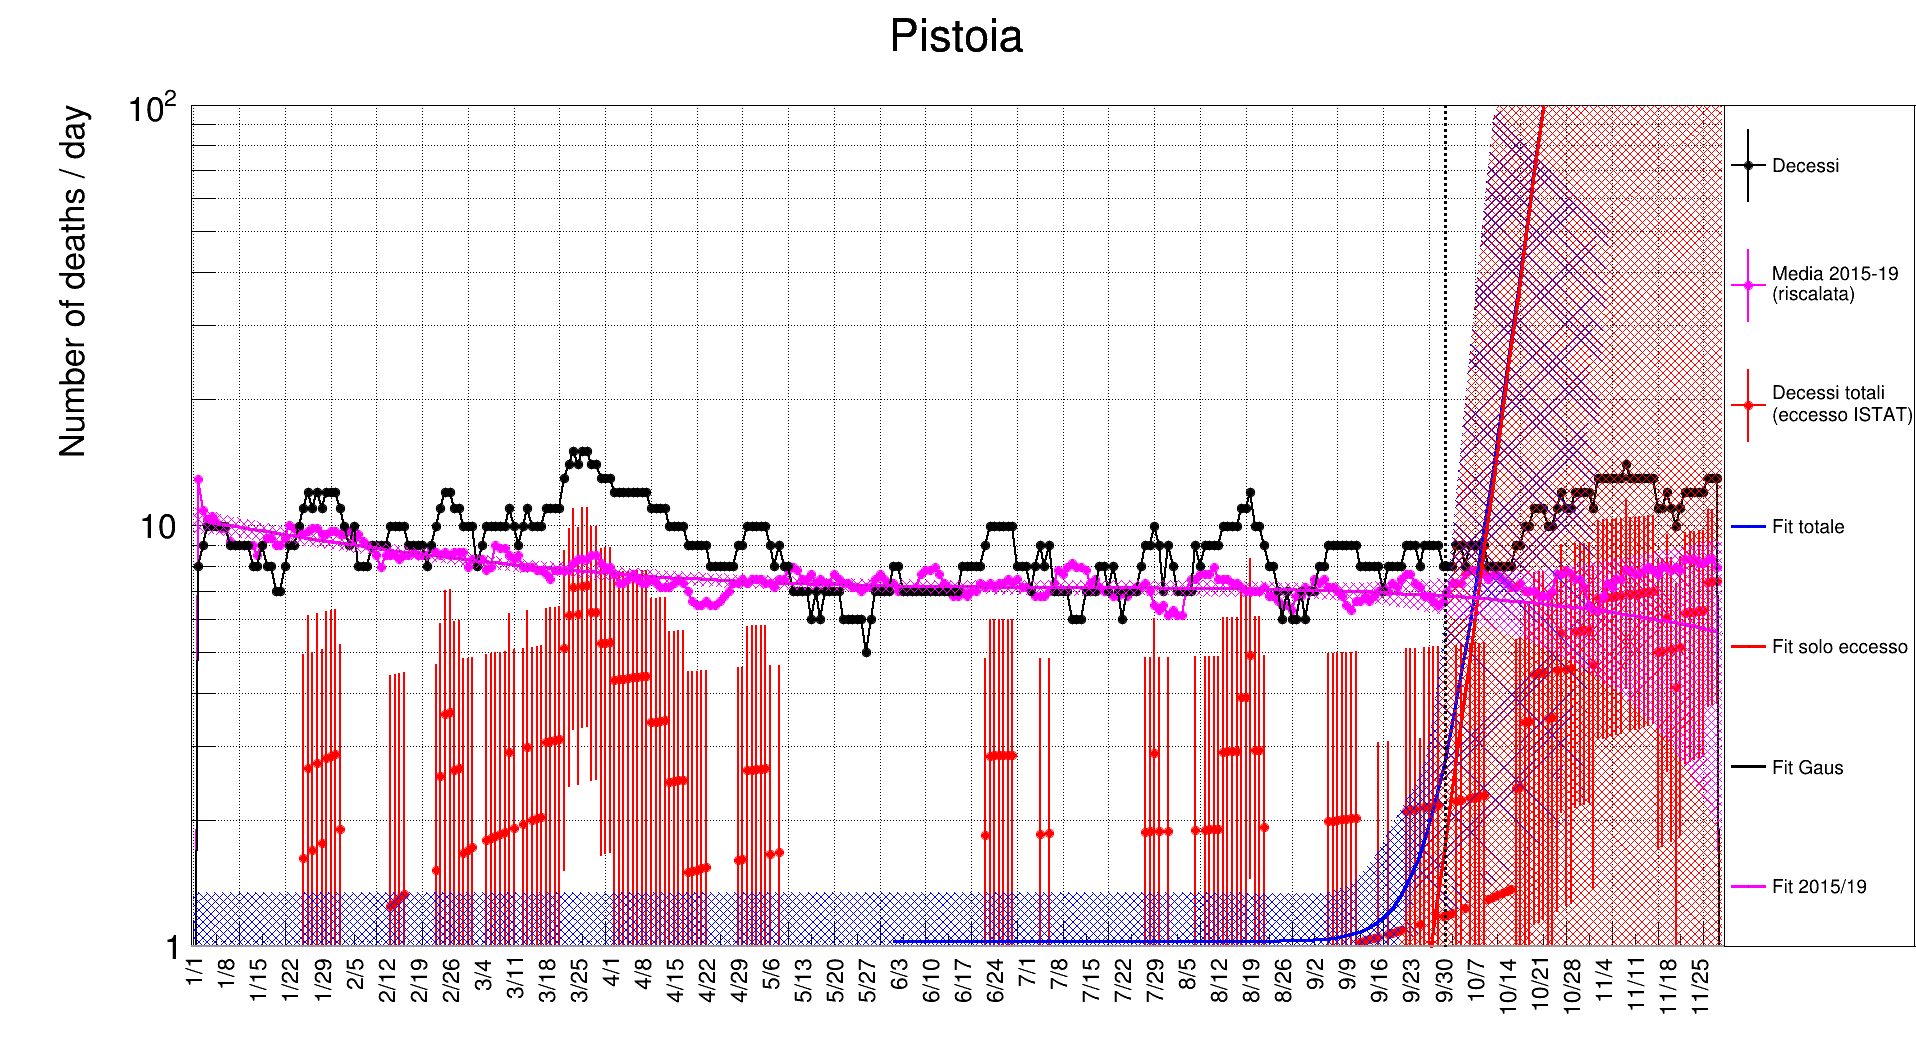 Pistoia
Number of deaths / day
10²
10
1
1/1 1/8 1/15 1/22 1/29 2/5 2/12 2/19 2/26 3/4 3/11 3/18 3/25 4/1 4/8 4/15 4/22 4/29 5/6 5/13 5/20 5/27 6/3 6/10 6/17 6/24 7/1 7/8 7/15 7/22 7/29 8/5 8/12 8/19 8/26 9/2 9/9 9/16 9/23 9/30 10/7 10/14 10/21 10/28 11/4 11/11 11/18 11/25
Decessi
Media 2015-19
(riscalata)
Decessi totali
(eccesso ISTAT)
Fit totale
Fit solo eccesso
Fit Gaus
Fit 2015/19